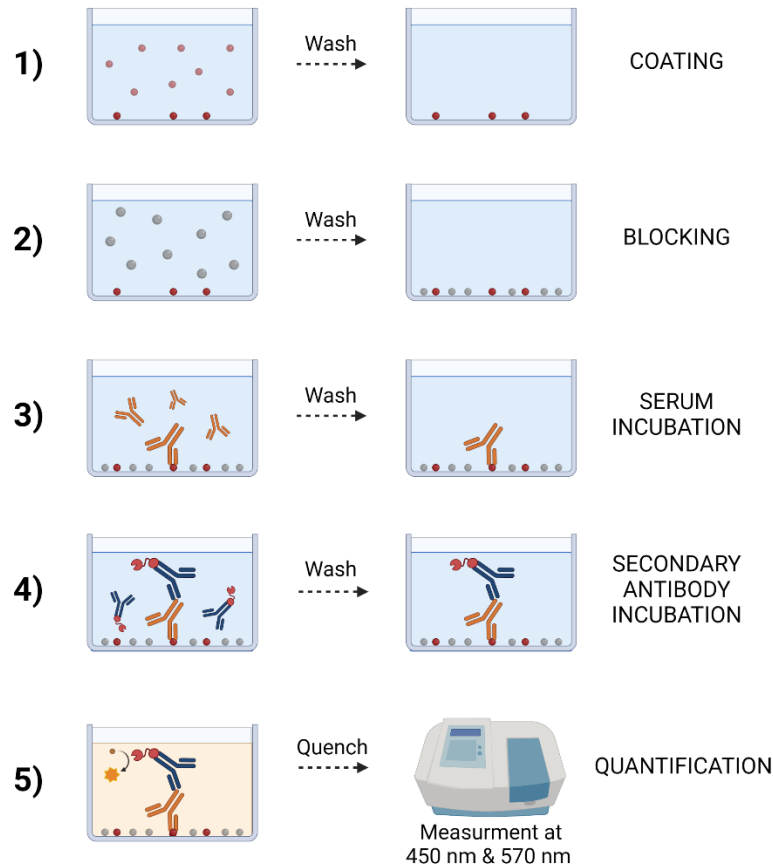 1)
Wash
COATING
2)
Wash
BLOCKING
3)
Wash
SERUM
INCUBATION
4)
Wash
SECONDARY
ANTIBODY
INCUBATION
5)
Quench
QUANTIFICATION
Measurment at
450 nm & 570 nm